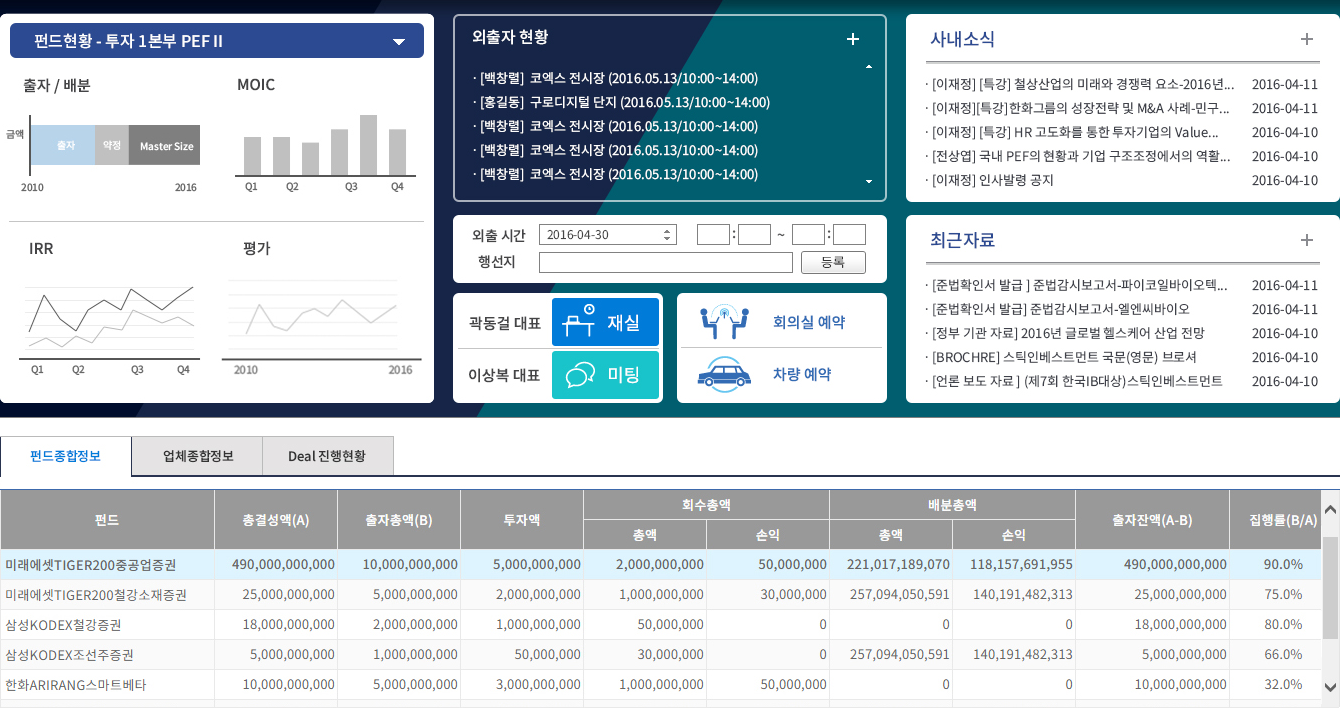 펀드현황 - 투자 1본부 PEF II
출자 / 배분
MOIC
금액
출자
약정
Master Size
2010
2016
Q1
Q2
Q3
Q4
IRR
평가
Q1
Q2
Q3
Q4
2010
2016
외출자 현황
· [백창렬] 코엑스 전시장 (2016.05.13/10:00~14:00)
· [홍길동] 구로디지털 단지 (2016.05.13/10:00~14:00)
· [백창렬] 코엑스 전시장 (2016.05.13/10:00~14:00)
· [백창렬] 코엑스 전시장 (2016.05.13/10:00~14:00)
· [백창렬] 코엑스 전시장 (2016.05.13/10:00~14:00)
외출 시간 2016-04-30 : ~ :
행선지 등록
곽동걸 대표 재실
이상복 대표 미팅
회의실 예약
차량 예약
사내소식
· [이재정] [특강] 철상산업의 미래와 경쟁력 요소-2016년... 2016-04-11
· [이재정][특강]한화그룹의 성장전략 및 M&A 사례-민구... 2016-04-11
· [이재정] [특강] HR 고도화를 통한 투자기업의 Value... 2016-04-10
· [전상엽] 국내 PEF의 현황과 기업 구조조정에서의 역활... 2016-04-10
· [이재정] 인사발령 공지 2016-04-10
최근자료
· [준법확인서 발급 ] 준법감시보고서-파이코일바이오텍... 2016-04-11
· [준법확인서 발급] 준법감시보고서-엘엔씨바이오 2016-04-11
· [정부 기관 자료] 2016년 글로벌 헬스케어 산업 전망 2016-04-10
· [BROCHRE] 스틱인베스트먼트 국문(영문) 브로셔 2016-04-10
· [언론 보도 자료 ] (제7회 한국IB대상)스틱인베스트먼트 2016-04-10
펀드종합정보 업체종합정보 Deal 진행현황
펀드 총결성액(A) 출자총액(B) 투자액 회수총액 배분총액 출자잔액(A-B) 집행률(B/A)
총액 손익 총액 손익
미래에셋TIGER200중공업증권 490,000,000,000 10,000,000,000 5,000,000,000 2,000,000,000 50,000,000 221,017,189,070 118,157,691,955 490,000,000,000 90.0%
미래에셋TIGER200철강소재증권 25,000,000,000 5,000,000,000 2,000,000,000 1,000,000,000 30,000,000 257,094,050,591 140,191,482,313 25,000,000,000 75.0%
삼성KODEX철강증권 18,000,000,000 2,000,000,000 1,000,000,000 50,000,000 0 0 0 18,000,000,000 80.0%
삼성KODEX조선주증권 5,000,000,000 1,000,000,000 50,000,000 30,000,000 0 257,094,050,591 140,191,482,313 5,000,000,000 66.0%
한화ARIRANG스마트베타 10,000,000,000 5,000,000,000 3,000,000,000 1,000,000,000 50,000,000 0 0 10,000,000,000 32.0%